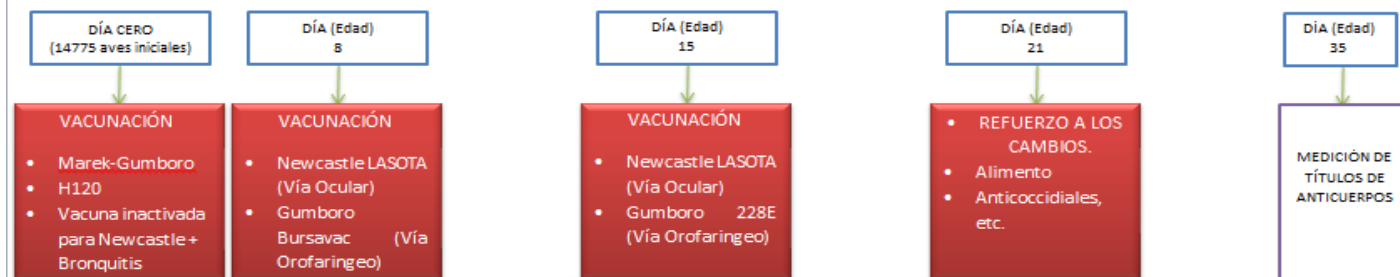 DÍA CERO
(14775 aves iniciales)
DÍA (Edad)
8
DÍA (Edad)
15
DÍA (Edad)
21
DÍA (Edad)
35
VACUNACIÓN
• Marek-Gumboro
• H120
• Vacuna inactivada
para Newcastle +
Bronquitis
VACUNACIÓN
• Newcastle LASOTA
(Vía Ocular)
• Gumboro
Bursavac (Vía
Orofaringeo)
VACUNACIÓN
• Newcastle LASOTA
(Vía Ocular)
• Gumboro 228E
(Vía Orofaringeo)
• REFUERZO A LOS
CAMBIOS.
• Alimento
• Anticoccidiales,
etc.
MEDICIÓN DE
TÍTULOS DE
ANTICUERPOS